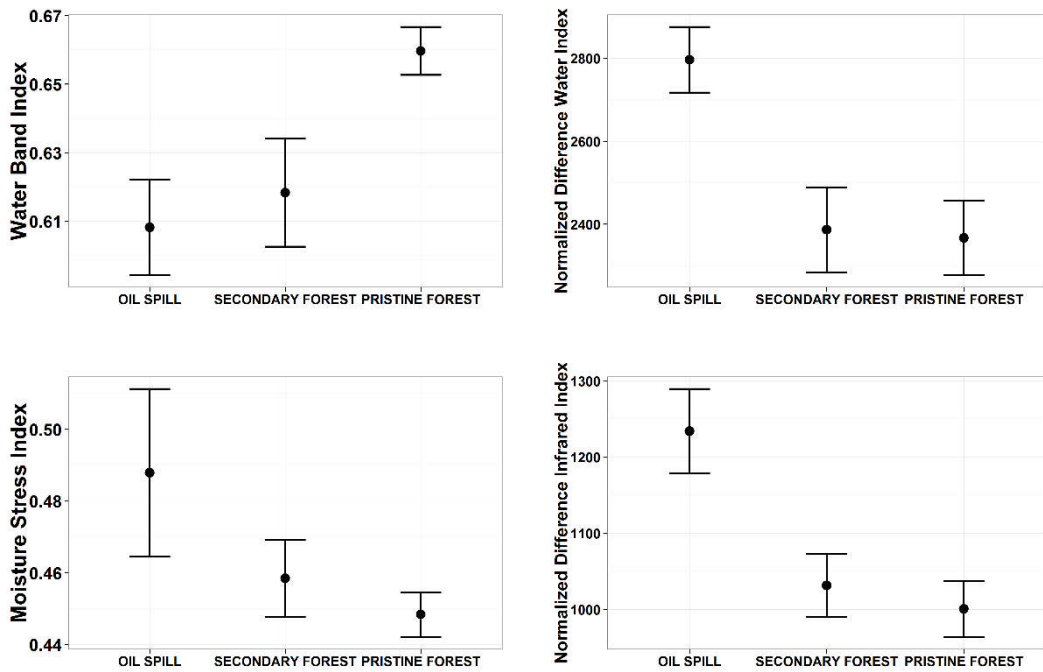 Water Band Index
0.67
0.65
0.63
0.61
OIL SPILL SECONDARY FOREST PRISTINE FOREST
Normalized Difference Water Index
2800
2600
2400
OIL SPILL SECONDARY FOREST PRISTINE FOREST
Moisture Stress Index
0.50
0.48
0.46
0.44
OIL SPILL SECONDARY FOREST PRISTINE FOREST
Normalized Difference Infrared Index
1300
1200
1100
1000
OIL SPILL SECONDARY FOREST PRISTINE FOREST